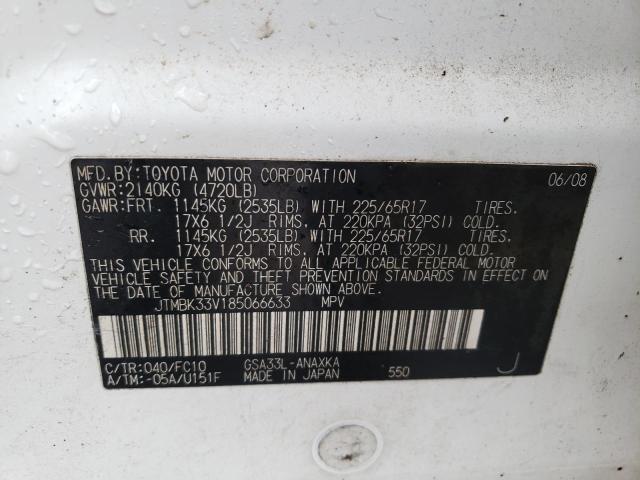 MFD. BY: TOYOTA MOTOR CORPORATION 06/08
GVWR: 2140KG (4720LB)
GAWR: FRT. 1145KG (2535LB) WITH 225/65R17 TIRES.
17X6 1/2J RIMS. AT 220KPA (32PSI) COLD.
RR. 1145KG (2535LB) WITH 225/65R17 TIRES.
17X6 1/2J RIMS. AT 220KPA (32PSI) COLD.
THIS VEHICLE CONFORMS TO ALL APPLICABLE FEDERAL MOTOR
VEHICLE SAFETY AND THEFT PREVENTION STANDARDS IN EFFECT ON
THE DATE OF MANUFACTURE SHOWN ABOVE.
JTMBK33V185066633 MPV
C/TR: 040/FC10 GSA33L-ANAXKA
A/TM: -05A/U151F MADE IN JAPAN 550 J